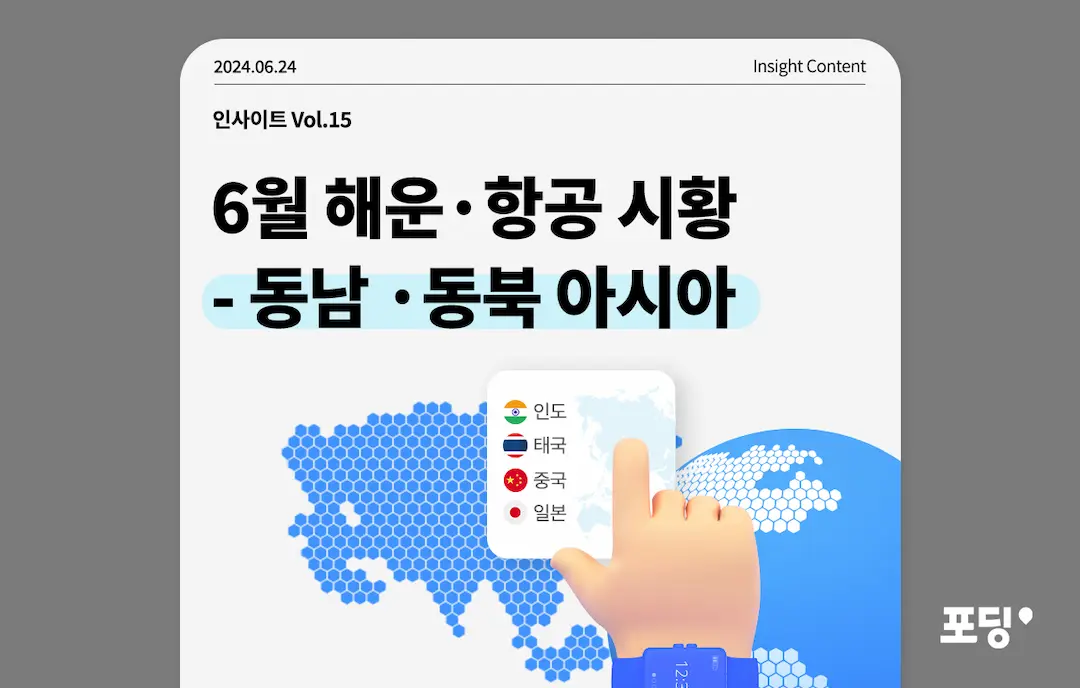 2024.06.24
Insight Content
인사이트 Vol.15
6월 해운·항공 시황
- 동남 ·동북 아시아
인도
태국
중국
일본
포딩